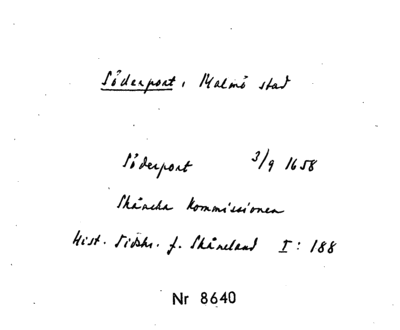 Söderport, Malmö stad
Söderport 3/9 1658
Skånska kommissionen
Hist. Tidskr. f. Skåneland I: 188
Nr 8640